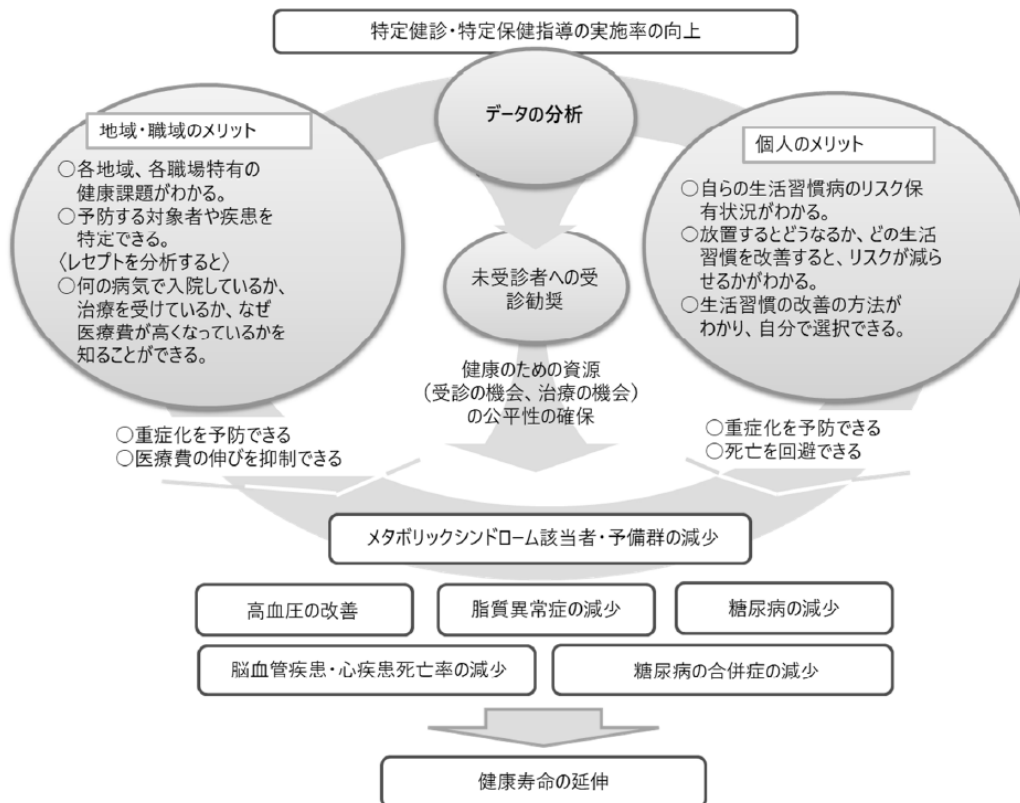 特定健診・特定保健指導の実施率の向上
データの分析
地域・職域のメリット
○各地域、各職場特有の
健康課題がわかる。
○予防する対象者や疾患を
特定できる。
〈レセプトを分析すると〉
○何の病気で入院しているか、
治療を受けているか、なぜ
医療費が高くなっているかを
知ることができる。
個人のメリット
○自らの生活習慣病のリスク保
有状況がわかる。
○放置するとどうなるか、どの生活
習慣を改善すると、リスクが減ら
せるかがわかる。
○生活習慣の改善の方法が
わかり、自分で選択できる。
未受診者への受
診勧奨
健康のための資源
（受診の機会、治療の機会）
の公平性の確保
○重症化を予防できる
○医療費の伸びを抑制できる
○重症化を予防できる
○死亡を回避できる
メタボリックシンドローム該当者・予備群の減少
高血圧の改善
脂質異常症の減少
糖尿病の減少
脳血管疾患・心疾患死亡率の減少
糖尿病の合併症の減少
健康寿命の延伸